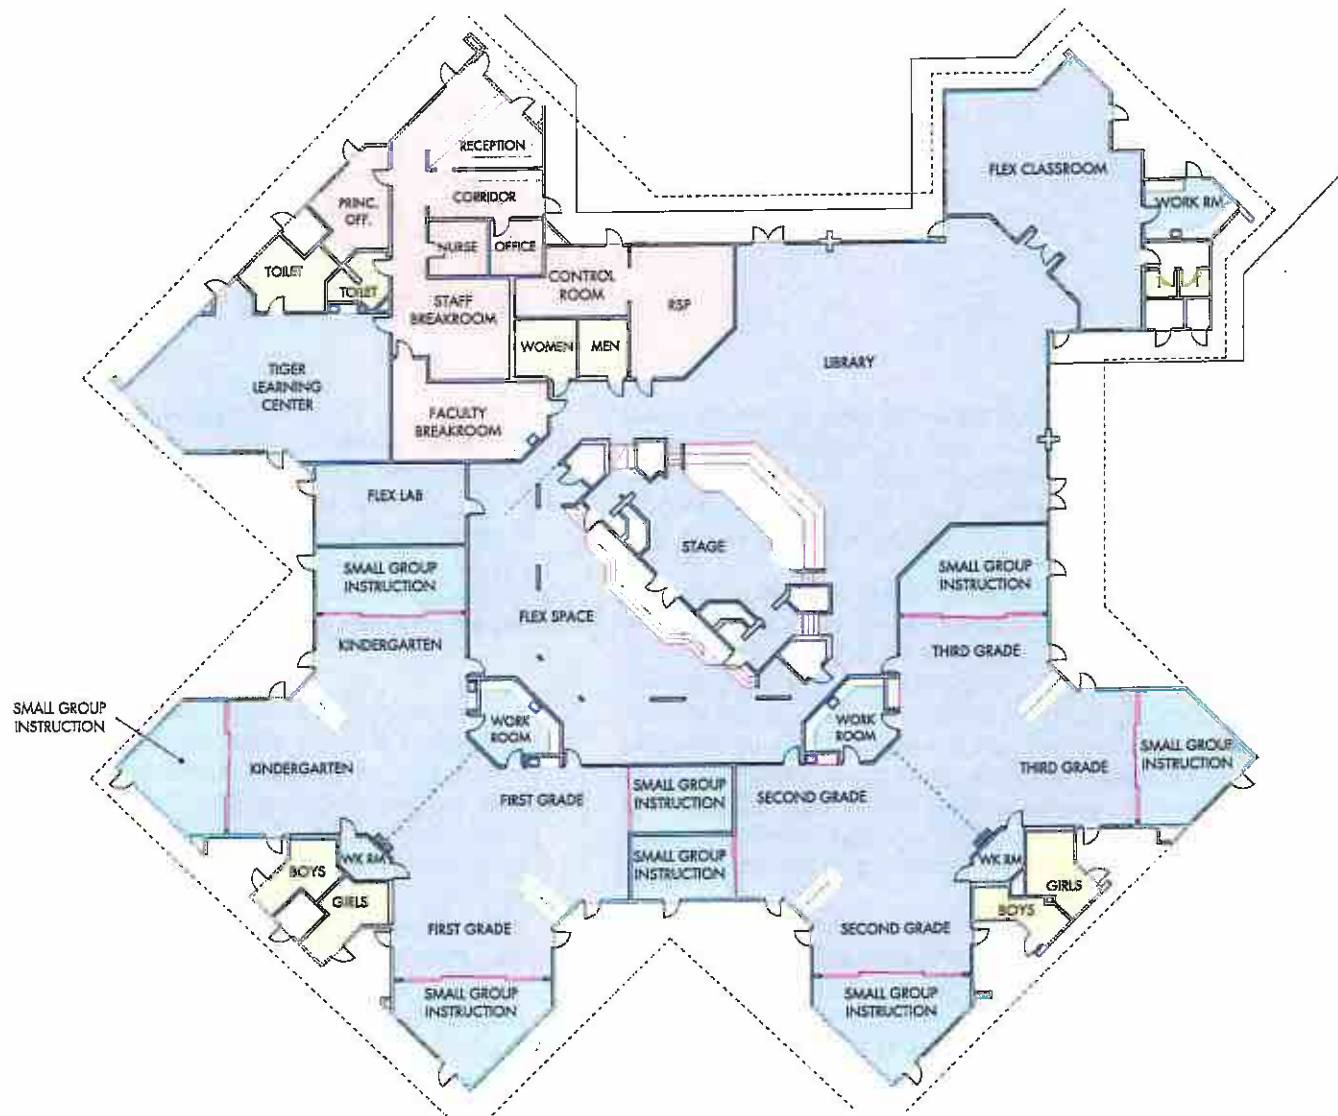 RECEPTION
FLEX CLASSROOM
CORRIDOR
PRINC.
OFF.
WORK RM
NURSE
OFFICE
TOILET
TOILET
CONTROL
ROOM
STAFF
BREAKROOM
RSP
WOMEN
MEN
LIBRARY
TIGER
LEARNING
CENTER
FACULTY
BREAKROOM
FLEX LAB
STAGE
SMALL GROUP
INSTRUCTION
SMALL GROUP
INSTRUCTION
FLEX SPACE
KINDERGARTEN
THIRD GRADE
SMALL GROUP
INSTRUCTION
WORK
ROOM
WORK
ROOM
SMALL GROUP
INSTRUCTION
KINDERGARTEN
THIRD GRADE
FIRST GRADE
SMALL GROUP
INSTRUCTION
SECOND GRADE
SMALL GROUP
INSTRUCTION
WK RM
WK RM
BOYS
GIRLS
GIRLS
BOYS
FIRST GRADE
SECOND GRADE
SMALL GROUP
INSTRUCTION
SMALL GROUP
INSTRUCTION